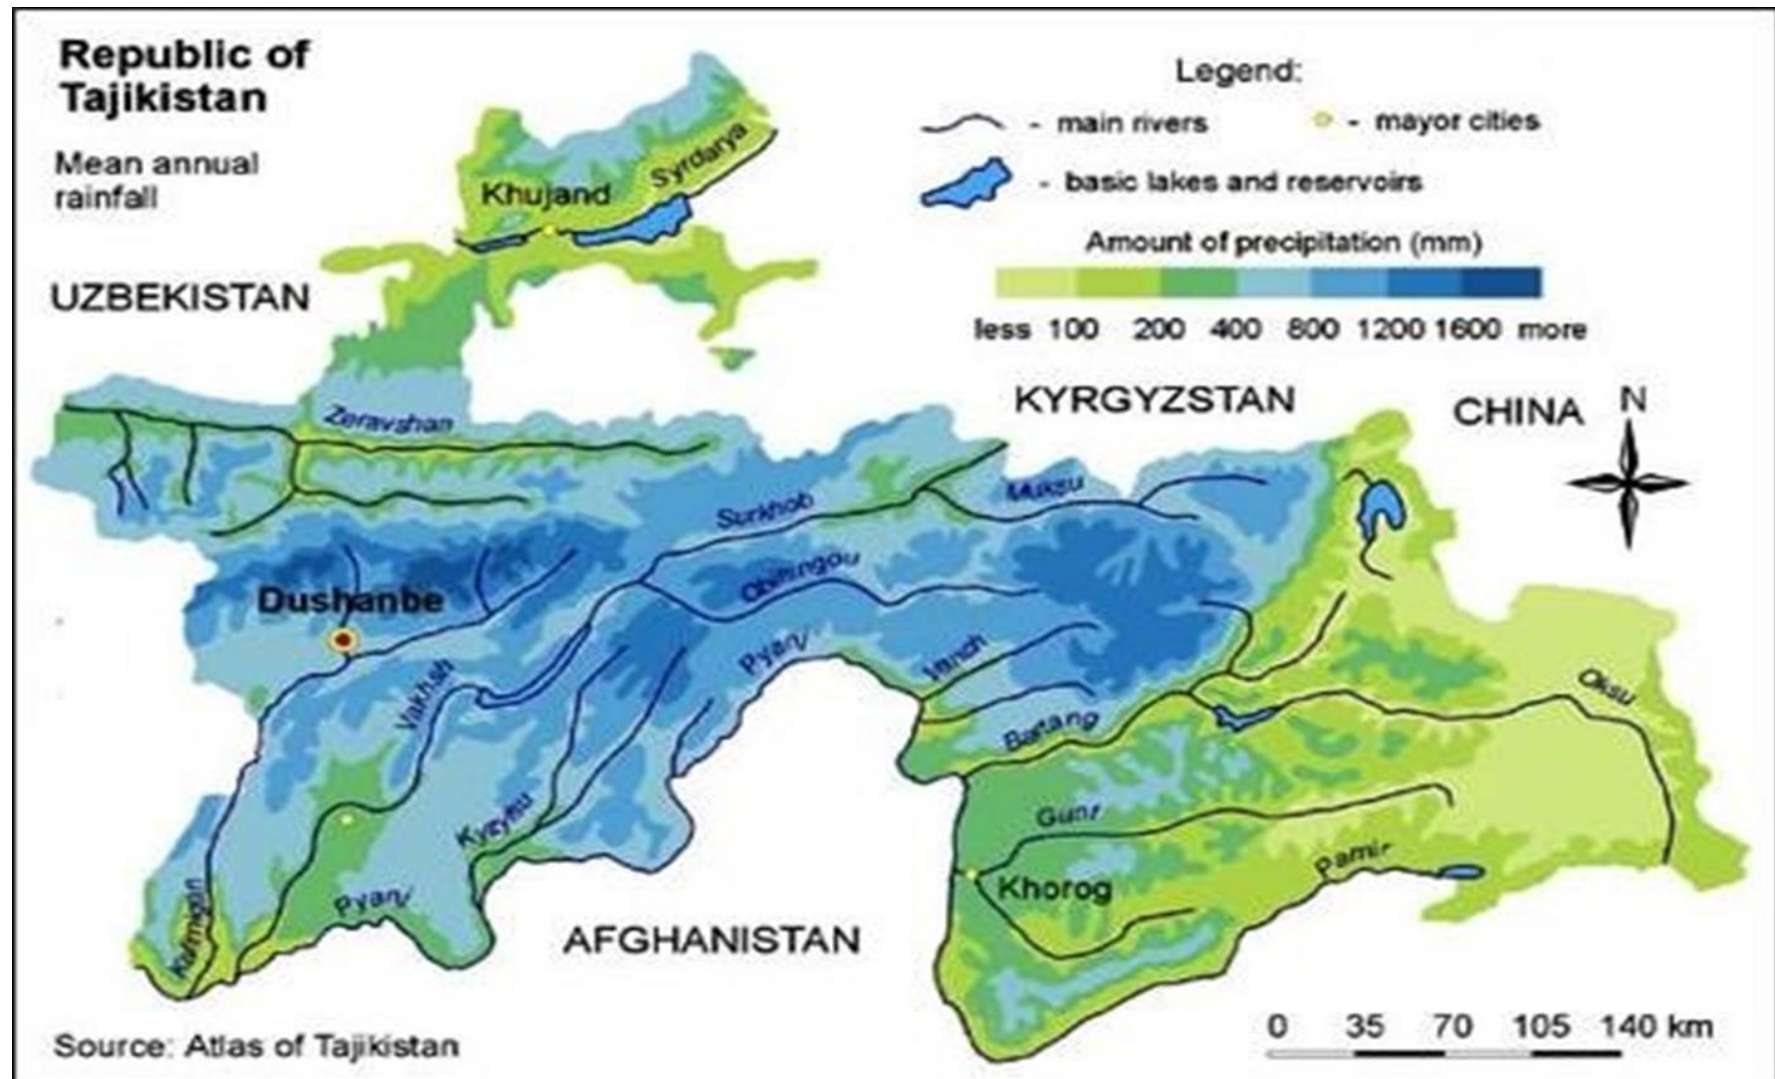 Republic of
Tajikistan
Mean annual
rainfall
Legend:
- main rivers
- mayor cities
- basic lakes and reservoirs
Amount of precipitation (mm)
less 100 200 400 800 1200 1600 more
Syrdarya
Khujand
UZBEKISTAN
KYRGYZSTAN
CHINA
N
Zeravshan
Surkhob
Muksu
Obihingou
Dushanbe
Vakhsh
Pyanj
Vanch
Bartang
Oksu
Kyzylsu
Gunt
Pamir
Khorog
Pyanj
AFGHANISTAN
0 35 70 105 140 km
Source: Atlas of Tajikistan